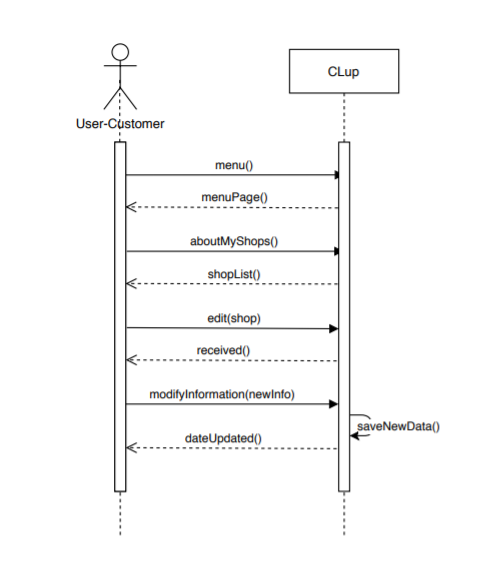 CLup
User-Customer
menu()
menuPage()
aboutMyShops()
shopList()
edit(shop)
received()
modifyInformation(newInfo)
saveNewData()
dateUpdated()